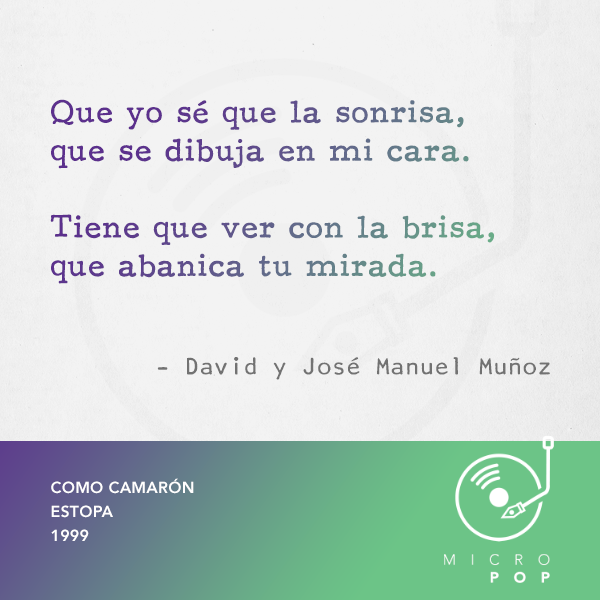 Que yo sé que la sonrisa,
que se dibuja en mi cara.
Tiene que ver con la brisa,
que abanica tu mirada.
– David y José Manuel Muñoz
COMO CAMARÓN
ESTOPA
1999
MICRO
POP